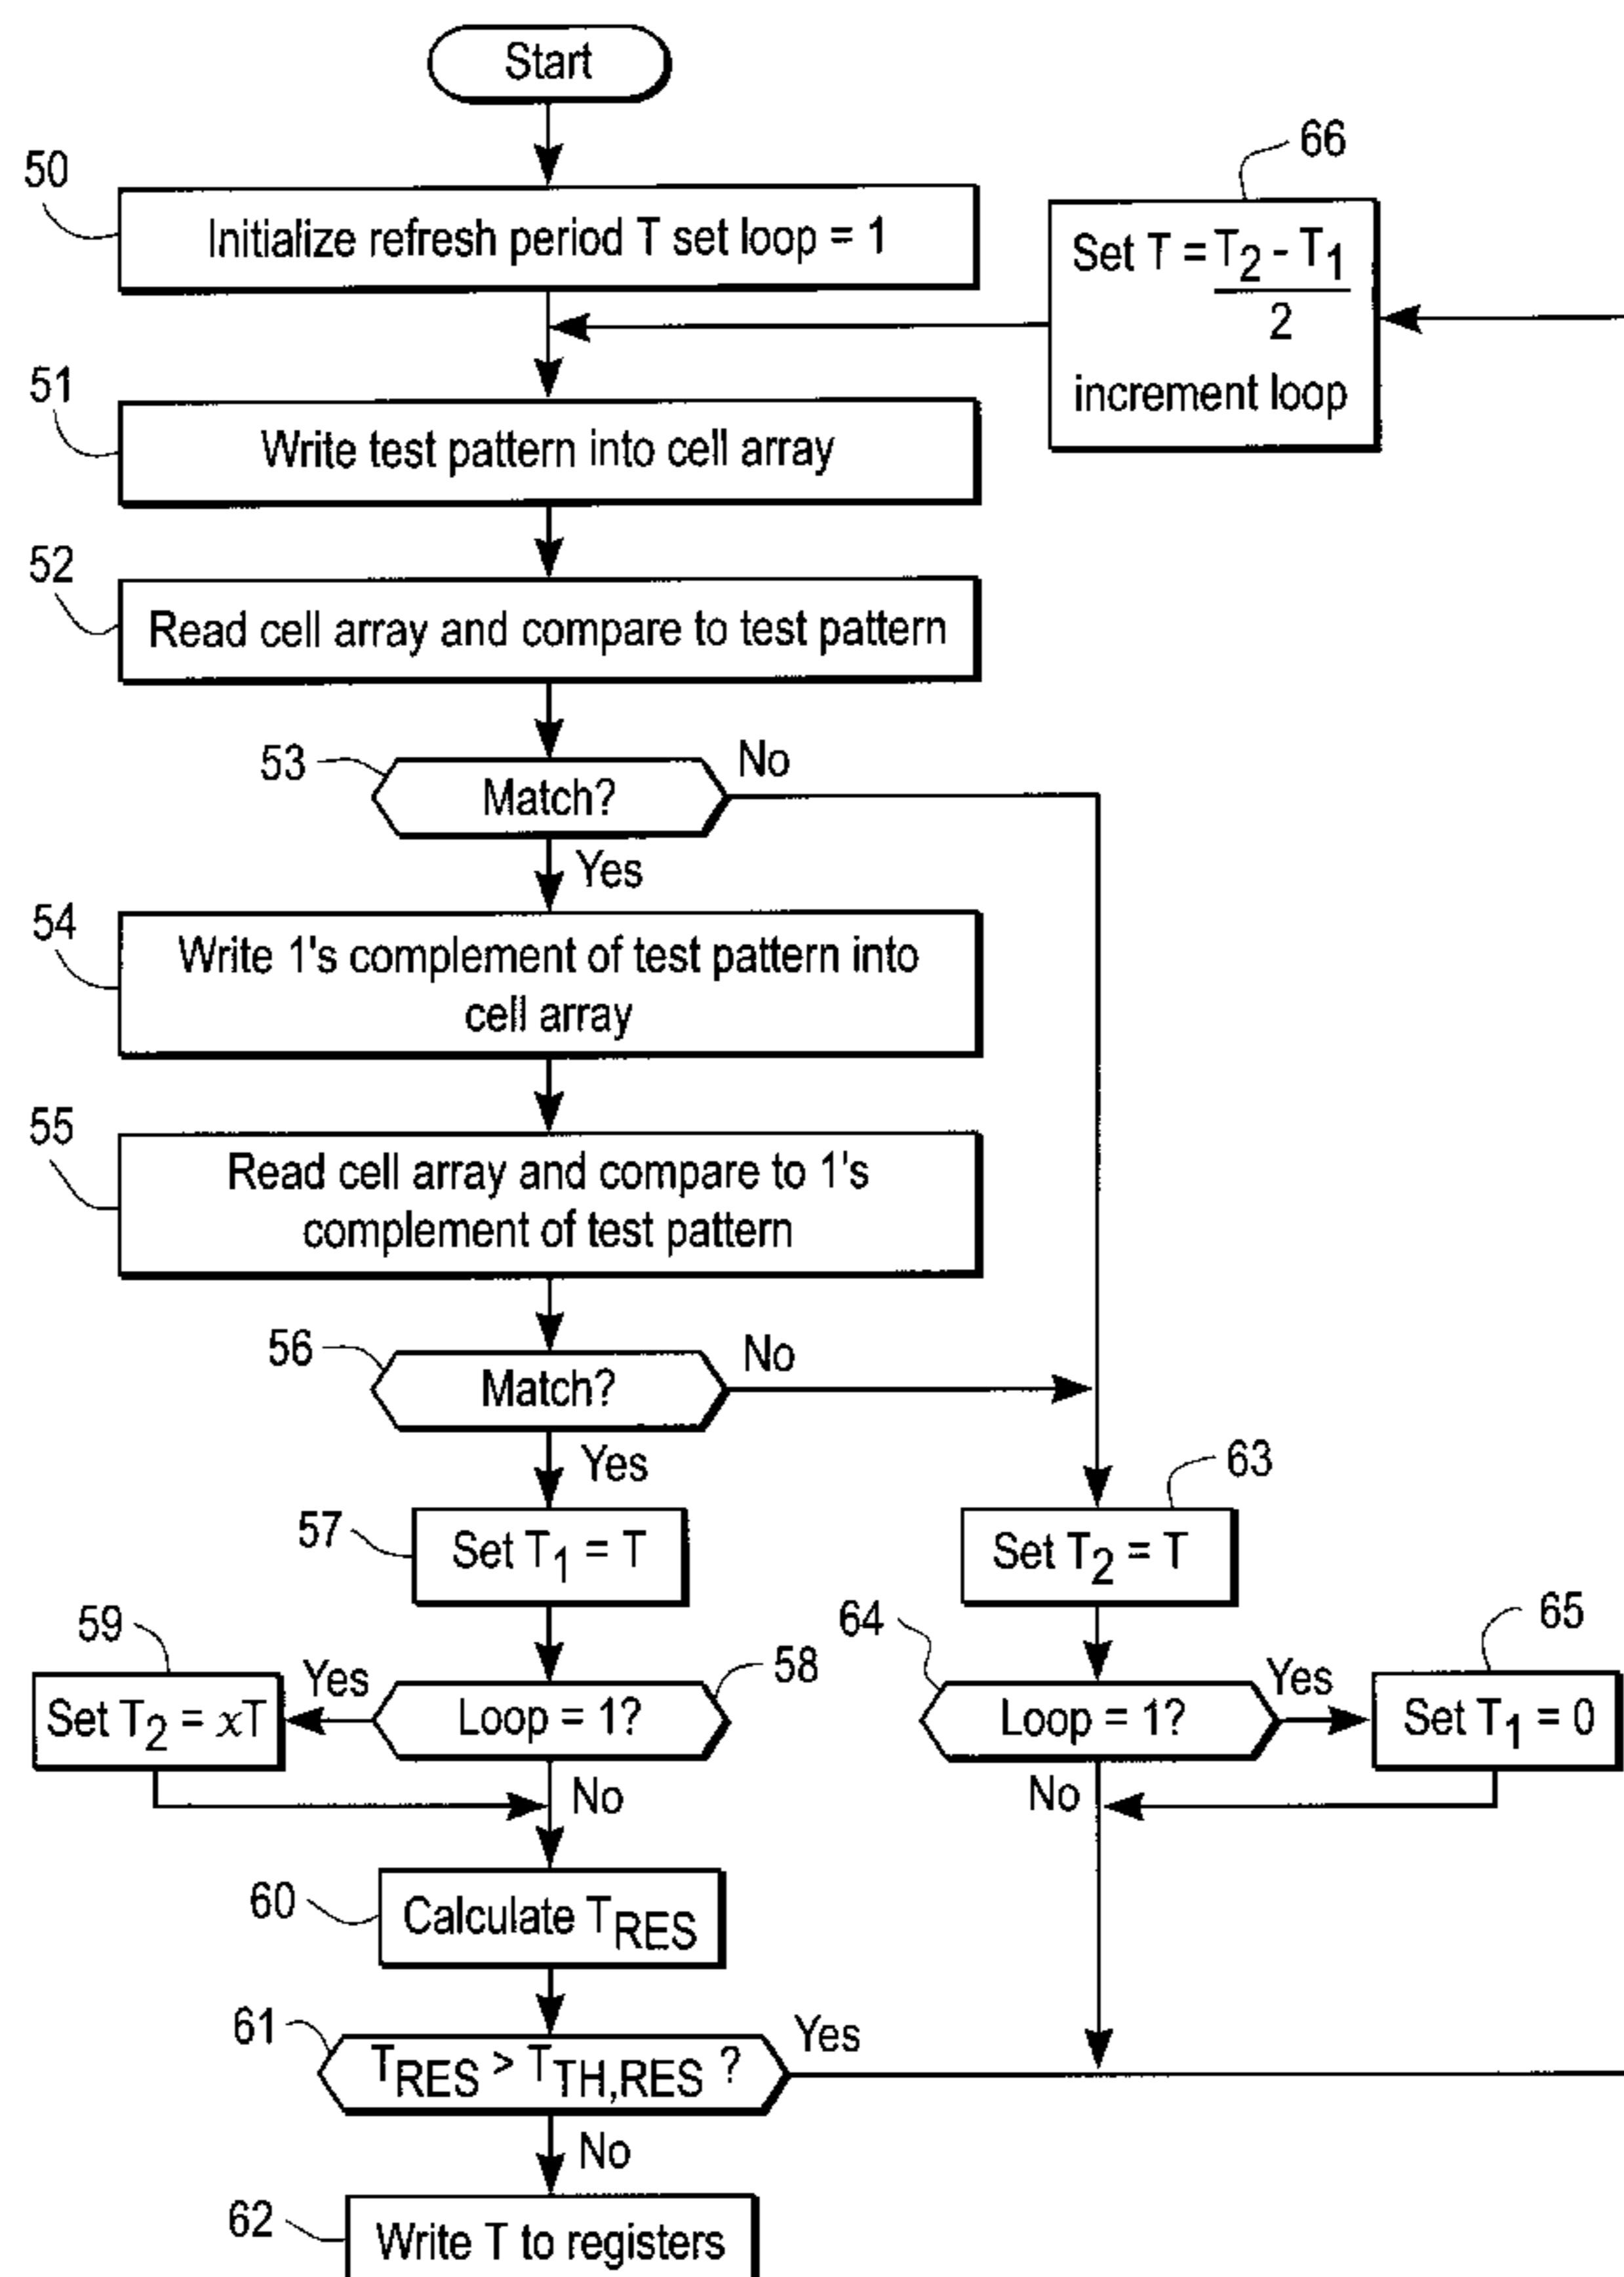 Start
50
Initialize refresh period T set loop = 1
66
Set T = T2 - T1
2
increment loop
51
Write test pattern into cell array
52
Read cell array and compare to test pattern
53
Match?
No
Yes
54
Write 1's complement of test pattern into
cell array
55
Read cell array and compare to 1's
complement of test pattern
56
Match?
No
Yes
57
Set T1 = T
63
Set T2 = T
59
Set T2 = xT
Yes
Loop = 1?
58
No
64
Loop = 1?
Yes
65
Set T1 = 0
No
60
Calculate TRES
61
TRES > TTH,RES ?
Yes
No
62
Write T to registers